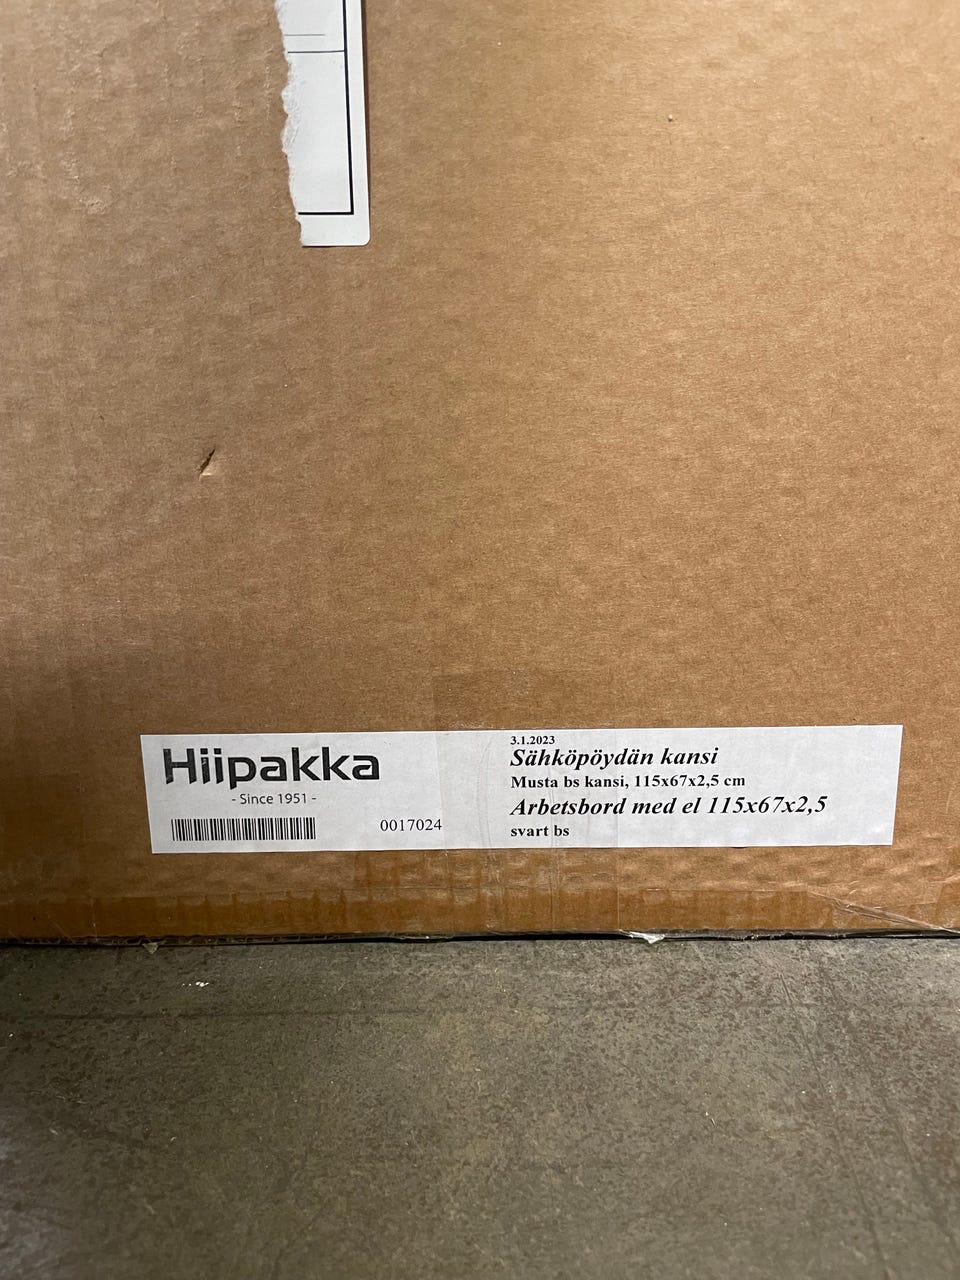 Hiipakka
- Since 1951 -
0017024
3.1.2023
Sähköpöydän kansi
Musta bs kansi, 115x67x2,5 cm
Arbetsbord med el 115x67x2,5
svart bs